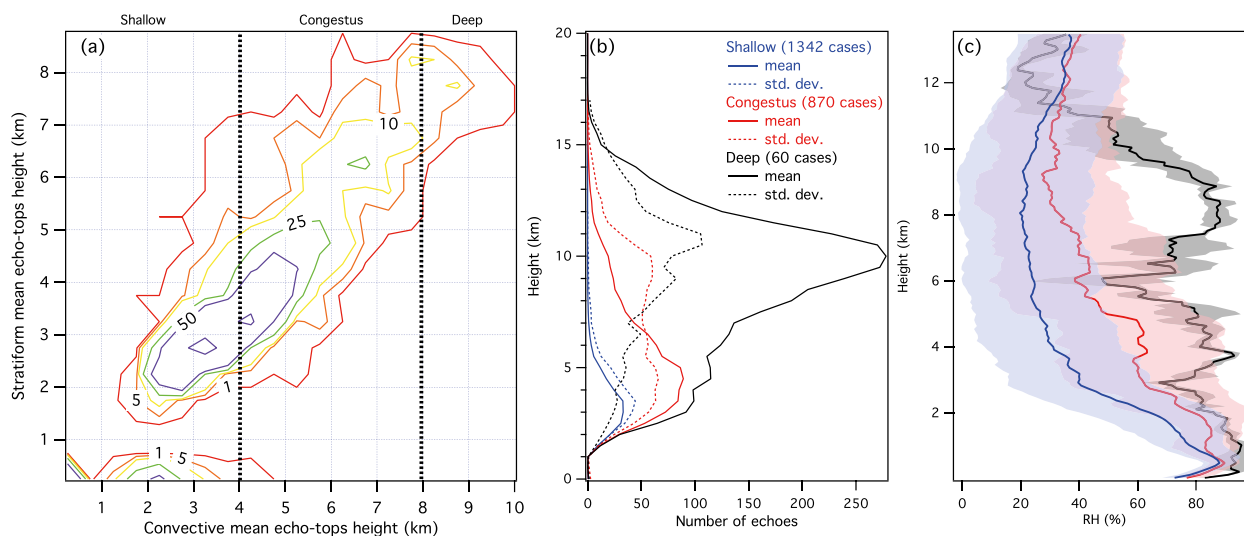 Shallow Congestus Deep
(a)
8
7
6
5
4
3
2
1
Stratiform mean echo-tops height (km)
10
25
50
1
5
1
5
1 2 3 4 5 6 7 8 9 10
Convective mean echo-tops height (km)
(b)
Shallow (1342 cases)
mean
std. dev.
Congestus (870 cases)
mean
std. dev.
Deep (60 cases)
mean
std. dev.
20
15
10
5
0
Height (km)
0 50 100 150 200 250
Number of echoes
(c)
12
10
8
6
4
2
Height (km)
0 20 40 60 80
RH (%)